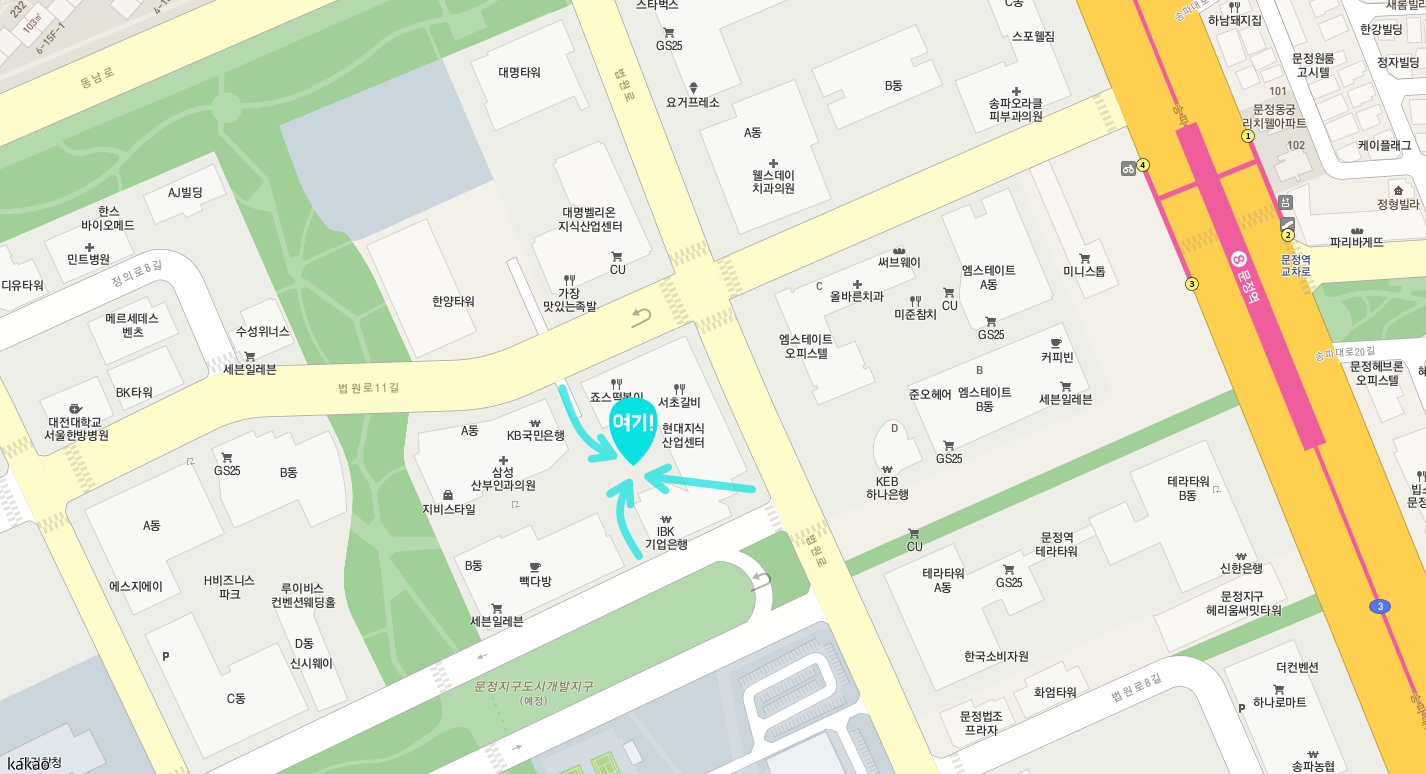 232
103㎡
6-15F-1
동남로
스타벅스
GS25
C동
스포웰짐
송파대로
하남돼지집
한강빌딩
정자빌딩
문정원룸
고시텔
대명타워
법원로
요거프레소
B동
송파오라클
피부과의원
A동
웰스데이
치과의원
송파
101
문정동궁
리치웰아파트
102
1
4
케이플래그
정형빌라
파리바게뜨
2
문정역
교차로
3
8 문정역
AJ빌딩
한스
바이오메드
민트병원
정의로8길
디유타워
메르세데스
벤츠
수성위너스
세븐일레븐
BK타워
대전대학교
서울한방병원
대명벨리온
지식산업센터
CU
가장
맛있는족발
한양타워
법원로11길
써브웨이
C
올바른치과
미준참치
CU
엠스테이트
A동
GS25
미니스톱
엠스테이트
오피스텔
B
커피빈
준오헤어
엠스테이트
B동
세븐일레븐
송파대로20길
문정헤브론
오피스텔
죠스떡볶이
서초갈비
여기!
현대지식
산업센터
A동
KB국민은행
삼성
산부인과의원
지비스타일
IBK
기업은행
B동
빽다방
세븐일레븐
D
KEB
하나은행
GS25
CU
GS25
B동
A동
에스지에이
H비즈니스
파크
루이비스
컨벤션웨딩홀
D동
신시웨이
P
C동
법원로
테라타워
A동
GS25
문정역
테라타워
테라타워
B동
신한은행
문정지구
헤리움써밋타워
3
한국소비자원
화엄타워
문정법조
프라자
법원로8길
더컨벤션
하나로마트
P
송파농협
문정지구도시개발지구
(예정)
kakao